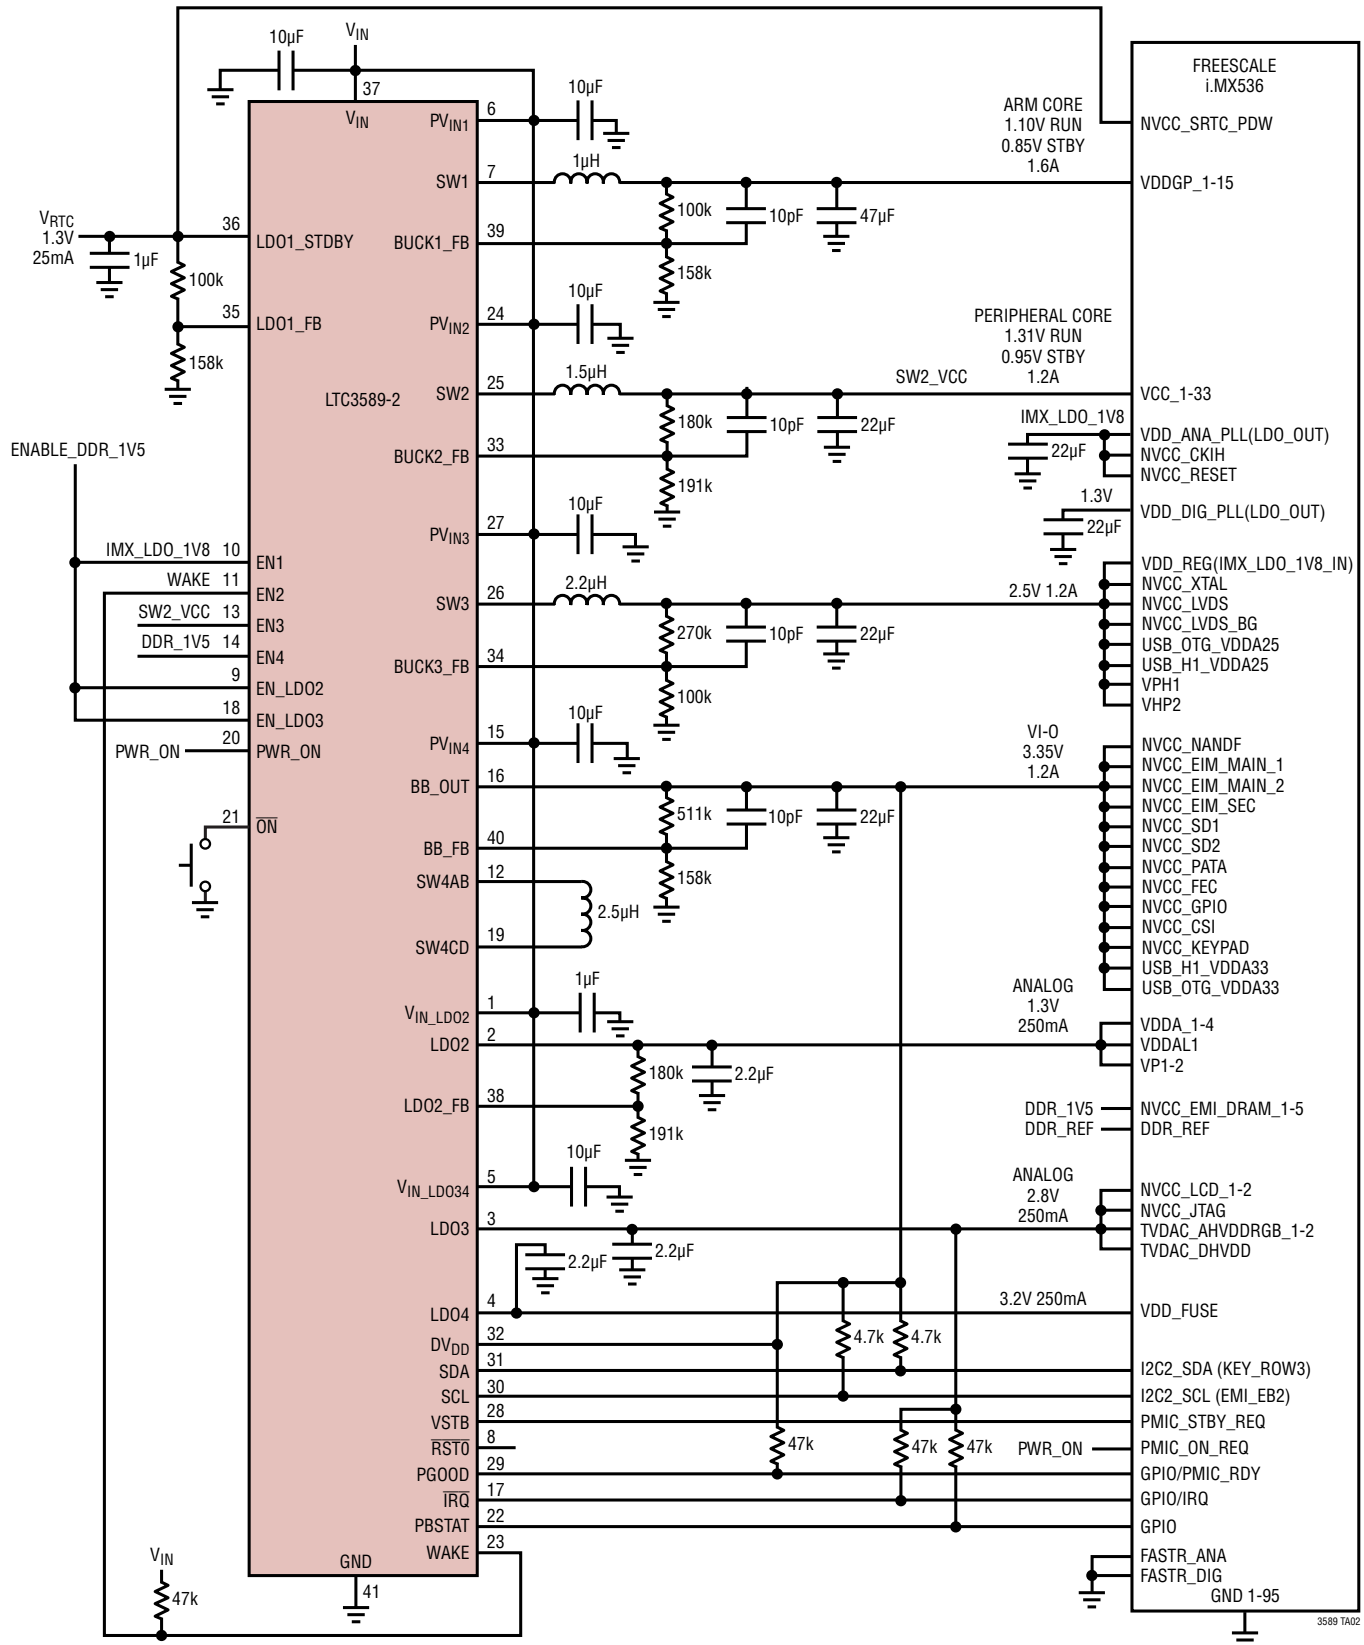 10µF
VIN
37
VIN
FREESCALE
i.MX536
6
PVIN1
10µF
ARM CORE
1.10V RUN
0.85V STBY
1.6A
NVCC_SRTC_PDW
7
SW1
1µH
VDDGP_1-15
100k
10pF
47µF
VRTC
1.3V
25mA
1µF
36
LDO1_STDBY
39
BUCK1_FB
158k
100k
35
LDO1_FB
158k
24
PVIN2
10µF
PERIPHERAL CORE
1.31V RUN
0.95V STBY
1.2A
LTC3589-2
25
SW2
1.5µH
SW2_VCC
VCC_1-33
180k
10pF
22µF
IMX_LDO_1V8
22µF
VDD_ANA_PLL(LDO_OUT)
NVCC_CKIH
NVCC_RESET
33
BUCK2_FB
191k
ENABLE_DDR_1V5
1.3V
22µF
VDD_DIG_PLL(LDO_OUT)
27
PVIN3
10µF
IMX_LDO_1V8 10 EN1
WAKE 11 EN2
SW2_VCC 13 EN3
DDR_1V5 14 EN4
9 EN_LDO2
18 EN_LDO3
PWR_ON 20 PWR_ON
21 ON
26
SW3
2.2µH
2.5V 1.2A
270k
10pF
22µF
34
BUCK3_FB
100k
VDD_REG(IMX_LDO_1V8_IN)
NVCC_XTAL
NVCC_LVDS
NVCC_LVDS_BG
USB_OTG_VDDA25
USB_H1_VDDA25
VPH1
VHP2
15
PVIN4
10µF
VI-O
3.35V
1.2A
16
BB_OUT
511k
10pF
22µF
40
BB_FB
158k
12
SW4AB
2.5µH
19
SW4CD
NVCC_NANDF
NVCC_EIM_MAIN_1
NVCC_EIM_MAIN_2
NVCC_EIM_SEC
NVCC_SD1
NVCC_SD2
NVCC_PATA
NVCC_FEC
NVCC_GPIO
NVCC_CSI
NVCC_KEYPAD
USB_H1_VDDA33
USB_OTG_VDDA33
1
VIN_LDO2
1µF
ANALOG
1.3V
250mA
2
LDO2
180k
2.2µF
VDDA_1-4
VDDAL1
VP1-2
38
LDO2_FB
191k
DDR_1V5 NVCC_EMI_DRAM_1-5
DDR_REF DDR_REF
5
VIN_LDO34
10µF
ANALOG
2.8V
250mA
3
LDO3
2.2µF
2.2µF
NVCC_LCD_1-2
NVCC_JTAG
TVDAC_AHVDDRGB_1-2
TVDAC_DHVDD
4
LDO4
3.2V 250mA
VDD_FUSE
32
DVDD
4.7k
4.7k
31
SDA
I2C2_SDA (KEY_ROW3)
30
SCL
I2C2_SCL (EMI_EB2)
28
VSTB
PMIC_STBY_REQ
8
RSTO
47k
47k
47k
PWR_ON
PMIC_ON_REQ
29
PGOOD
GPIO/PMIC_RDY
17
IRQ
GPIO/IRQ
22
PBSTAT
GPIO
23
WAKE
FASTR_ANA
FASTR_DIG
GND 1-95
VIN
47k
GND
41
3589 TA02